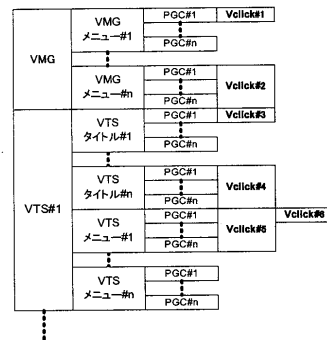 VMG
VMG
メニュー#1
PGC#1
PGC#n
Vclick#1
VMG
メニュー#n
PGC#1
PGC#n
Vclick#2
VTS#1
VTS
タイトル#1
PGC#1
PGC#n
Vclick#3
VTS
タイトル#n
PGC#1
PGC#n
Vclick#4
VTS
メニュー#1
PGC#1
PGC#n
Vclick#5
Vclick#6
VTS
メニュー#n
PGC#1
PGC#n